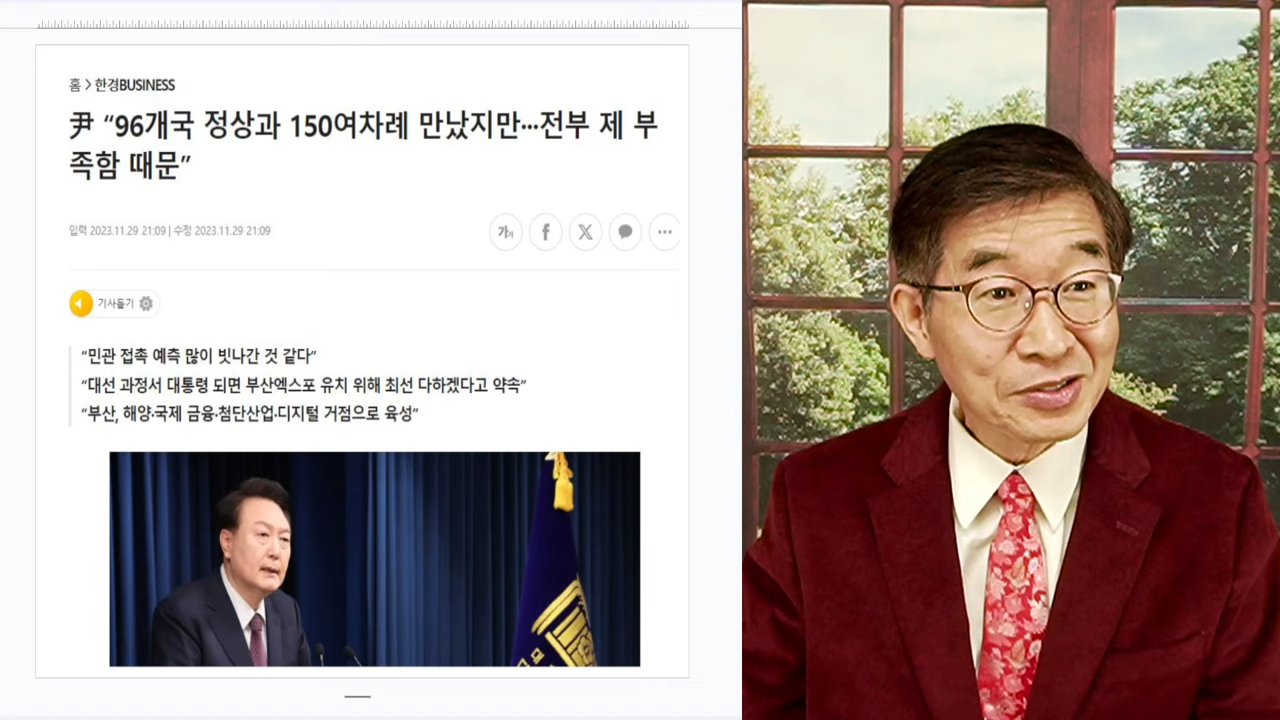 홈 > 한경BUSINESS
尹 “96개국 정상과 150여차례 만났지만…전부 제 부
족함 때문”
입력 2023.11.29 21:09 | 수정 2023.11.29 21:09
가가
기사듣기
“민관 접촉 예측 많이 빗나간 것 같다”
“대선 과정서 대통령 되면 부산엑스포 유치 위해 최선 다하겠다고 약속”
“부산, 해양·국제 금융·첨단산업·디지털 거점으로 육성”
대